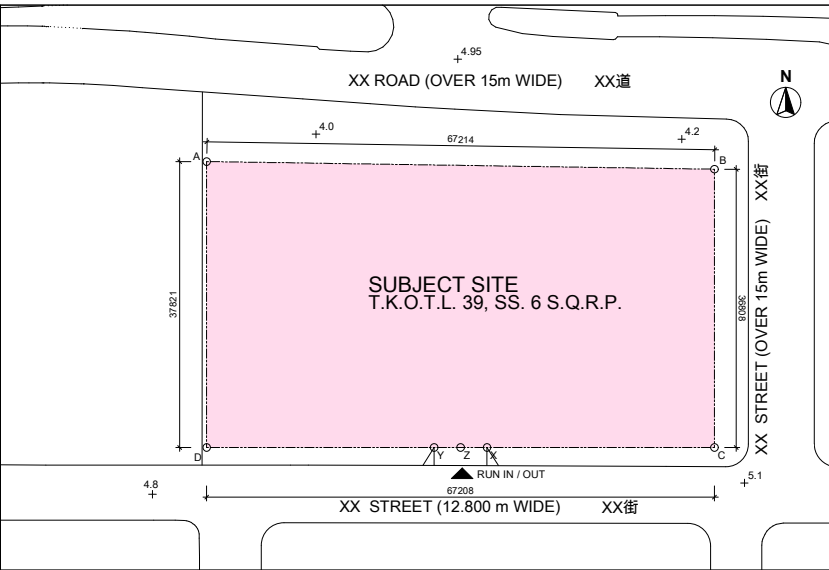 4.95
XX ROAD (OVER 15m WIDE) XX道
N
4.0
67214
4.2
A
B
XX STREET (OVER 15m WIDE) XX街
37821
36808
SUBJECT SITE
T.K.O.T.L. 39, SS. 6 S.Q.R.P.
D
Y
Z
X
C
RUN IN / OUT
4.8
67208
5.1
XX STREET (12.800 m WIDE) XX街